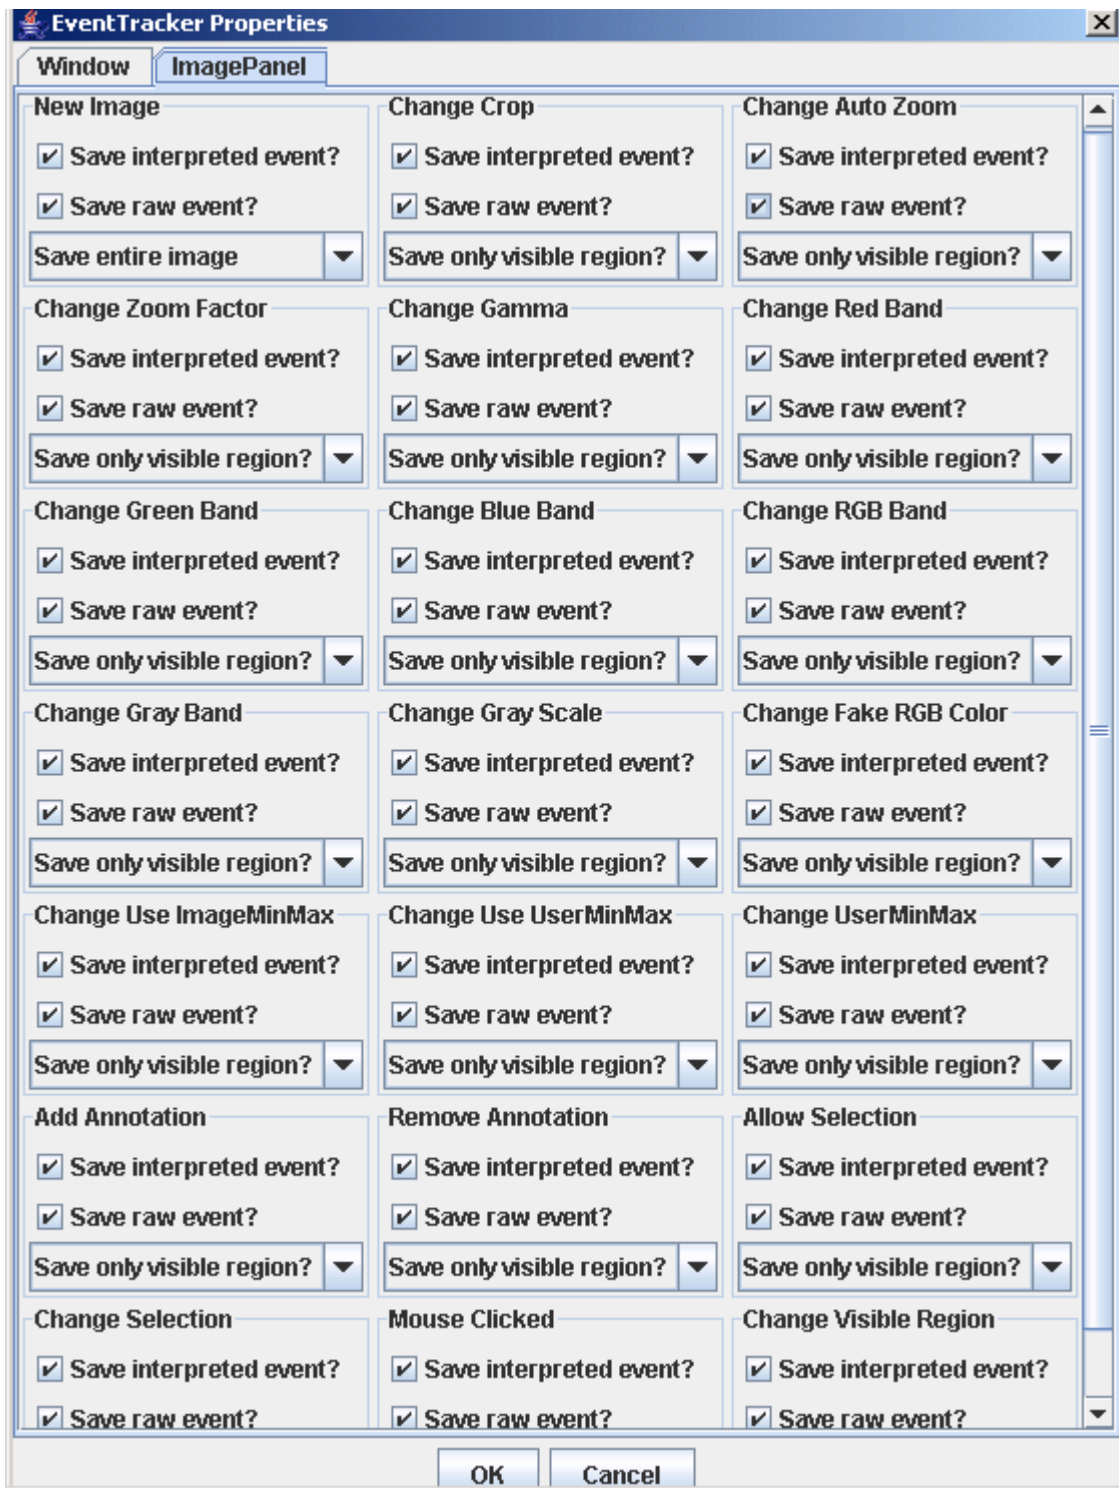 EventTracker Properties
Window ImagePanel
New Image Change Crop Change Auto Zoom
Save interpreted event? Save interpreted event? Save interpreted event?
Save raw event? Save raw event? Save raw event?
Save entire image Save only visible region? Save only visible region?
Change Zoom Factor Change Gamma Change Red Band
Save interpreted event? Save interpreted event? Save interpreted event?
Save raw event? Save raw event? Save raw event?
Save only visible region? Save only visible region? Save only visible region?
Change Green Band Change Blue Band Change RGB Band
Save interpreted event? Save interpreted event? Save interpreted event?
Save raw event? Save raw event? Save raw event?
Save only visible region? Save only visible region? Save only visible region?
Change Gray Band Change Gray Scale Change Fake RGB Color
Save interpreted event? Save interpreted event? Save interpreted event?
Save raw event? Save raw event? Save raw event?
Save only visible region? Save only visible region? Save only visible region?
Change Use ImageMinMax Change Use UserMinMax Change UserMinMax
Save interpreted event? Save interpreted event? Save interpreted event?
Save raw event? Save raw event? Save raw event?
Save only visible region? Save only visible region? Save only visible region?
Add Annotation Remove Annotation Allow Selection
Save interpreted event? Save interpreted event? Save interpreted event?
Save raw event? Save raw event? Save raw event?
Save only visible region? Save only visible region? Save only visible region?
Change Selection Mouse Clicked Change Visible Region
Save interpreted event? Save interpreted event? Save interpreted event?
Save raw event? Save raw event? Save raw event?
OK Cancel